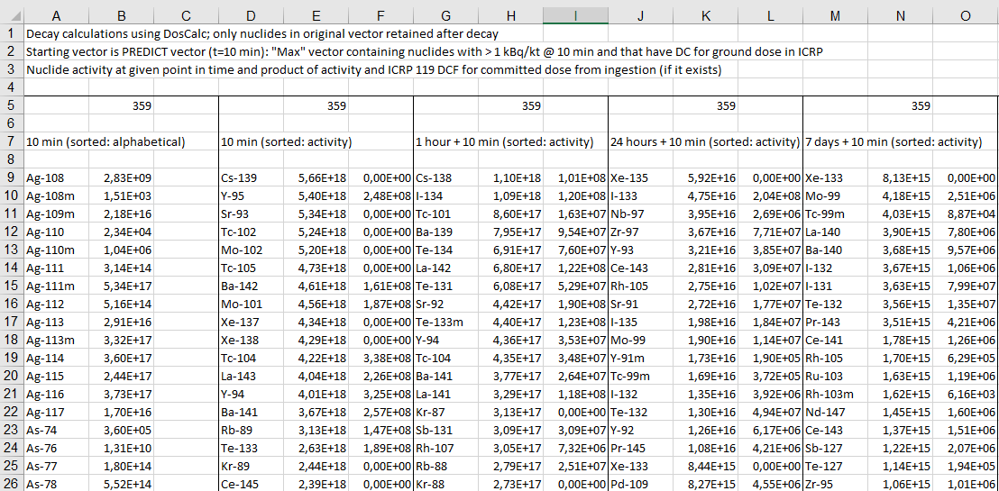 A B C D E F G H I J K L M N O
1 Decay calculations using DosCalc; only nuclides in original vector retained after decay
2 Starting vector is PREDICT vector (t=10 min): "Max" vector containing nuclides with > 1 kBq/kt @ 10 min and that have DC for ground dose in ICRP
3 Nuclide activity at given point in time and product of activity and ICRP 119 DCF for committed dose from ingestion (if it exists)
4
5 359 359 359 359 359
6
7 10 min (sorted: alphabetical) 10 min (sorted: activity) 1 hour + 10 min (sorted: activity) 24 hours + 10 min (sorted: activity) 7 days + 10 min (sorted: activity)
8
9 Ag-108 2,83E+09 Cs-139 5,66E+18 0,00E+00 Cs-138 1,10E+18 1,01E+08 Xe-135 5,92E+16 0,00E+00 Xe-133 8,13E+15 0,00E+00
10 Ag-108m 1,51E+03 Y-95 5,40E+18 2,48E+08 I-134 1,09E+18 1,20E+08 I-133 4,75E+16 2,04E+08 Mo-99 4,18E+15 2,51E+06
11 Ag-109m 2,18E+16 Sr-93 5,34E+18 0,00E+00 Tc-101 8,60E+17 1,63E+07 Nb-97 3,95E+16 2,69E+06 Tc-99m 4,03E+15 8,87E+04
12 Ag-110 2,34E+04 Tc-102 5,24E+18 0,00E+00 Ba-139 7,95E+17 9,54E+07 Zr-97 3,67E+16 7,71E+07 La-140 3,90E+15 7,80E+06
13 Ag-110m 1,04E+06 Mo-102 5,20E+18 0,00E+00 Te-134 6,91E+17 7,60E+07 Y-93 3,21E+16 3,85E+07 Ba-140 3,68E+15 9,57E+06
14 Ag-111 3,14E+14 Tc-105 4,73E+18 0,00E+00 La-142 6,80E+17 1,22E+08 Ce-143 2,81E+16 3,09E+07 I-132 3,67E+15 1,06E+06
15 Ag-111m 5,34E+17 Ba-142 4,61E+18 1,61E+08 Te-131 6,08E+17 5,29E+07 Rh-105 2,75E+16 1,02E+07 I-131 3,63E+15 7,99E+07
16 Ag-112 5,16E+14 Mo-101 4,56E+18 1,87E+08 Sr-92 4,42E+17 1,90E+08 Sr-91 2,72E+16 1,77E+07 Te-132 3,56E+15 1,35E+07
17 Ag-113 2,91E+16 Xe-137 4,34E+18 0,00E+00 Te-133m 4,40E+17 1,23E+08 I-135 1,98E+16 1,84E+07 Pr-143 3,51E+15 4,21E+06
18 Ag-113m 3,32E+17 Xe-138 4,29E+18 0,00E+00 Y-94 4,36E+17 3,53E+07 Mo-99 1,90E+16 1,14E+07 Ce-141 1,78E+15 1,26E+06
19 Ag-114 3,60E+17 Tc-104 4,22E+18 3,38E+08 Tc-104 4,35E+17 3,48E+07 Y-91m 1,73E+16 1,90E+05 Rh-105 1,70E+15 6,29E+05
20 Ag-115 2,44E+17 La-143 4,04E+18 2,26E+08 Ba-141 3,77E+17 2,64E+07 Tc-99m 1,69E+16 3,72E+05 Ru-103 1,63E+15 1,19E+06
21 Ag-116 3,73E+17 Y-94 4,01E+18 3,25E+08 La-141 3,29E+17 1,18E+08 I-132 1,35E+16 3,92E+06 Rh-103m 1,62E+15 6,16E+03
22 Ag-117 1,70E+16 Ba-141 3,67E+18 2,57E+08 Kr-87 3,13E+17 0,00E+00 Te-132 1,30E+16 4,94E+07 Nd-147 1,45E+15 1,60E+06
23 As-74 3,60E+05 Rb-89 3,13E+18 1,47E+08 Sb-131 3,09E+17 3,09E+07 Y-92 1,26E+16 6,17E+06 Ce-143 1,37E+15 1,51E+06
24 As-76 1,31E+10 Te-133 2,63E+18 1,89E+08 Rh-107 3,05E+17 7,32E+06 Pr-145 1,08E+16 4,21E+06 Sb-127 1,22E+15 2,07E+06
25 As-77 1,80E+14 Kr-89 2,44E+18 0,00E+00 Rb-88 2,79E+17 2,51E+07 Xe-133 8,44E+15 0,00E+00 Te-127 1,14E+15 1,94E+05
26 As-78 5,52E+14 Ce-145 2,39E+18 0,00E+00 Kr-88 2,73E+17 0,00E+00 Pd-109 8,27E+15 4,55E+06 Zr-95 1,06E+15 1,01E+06